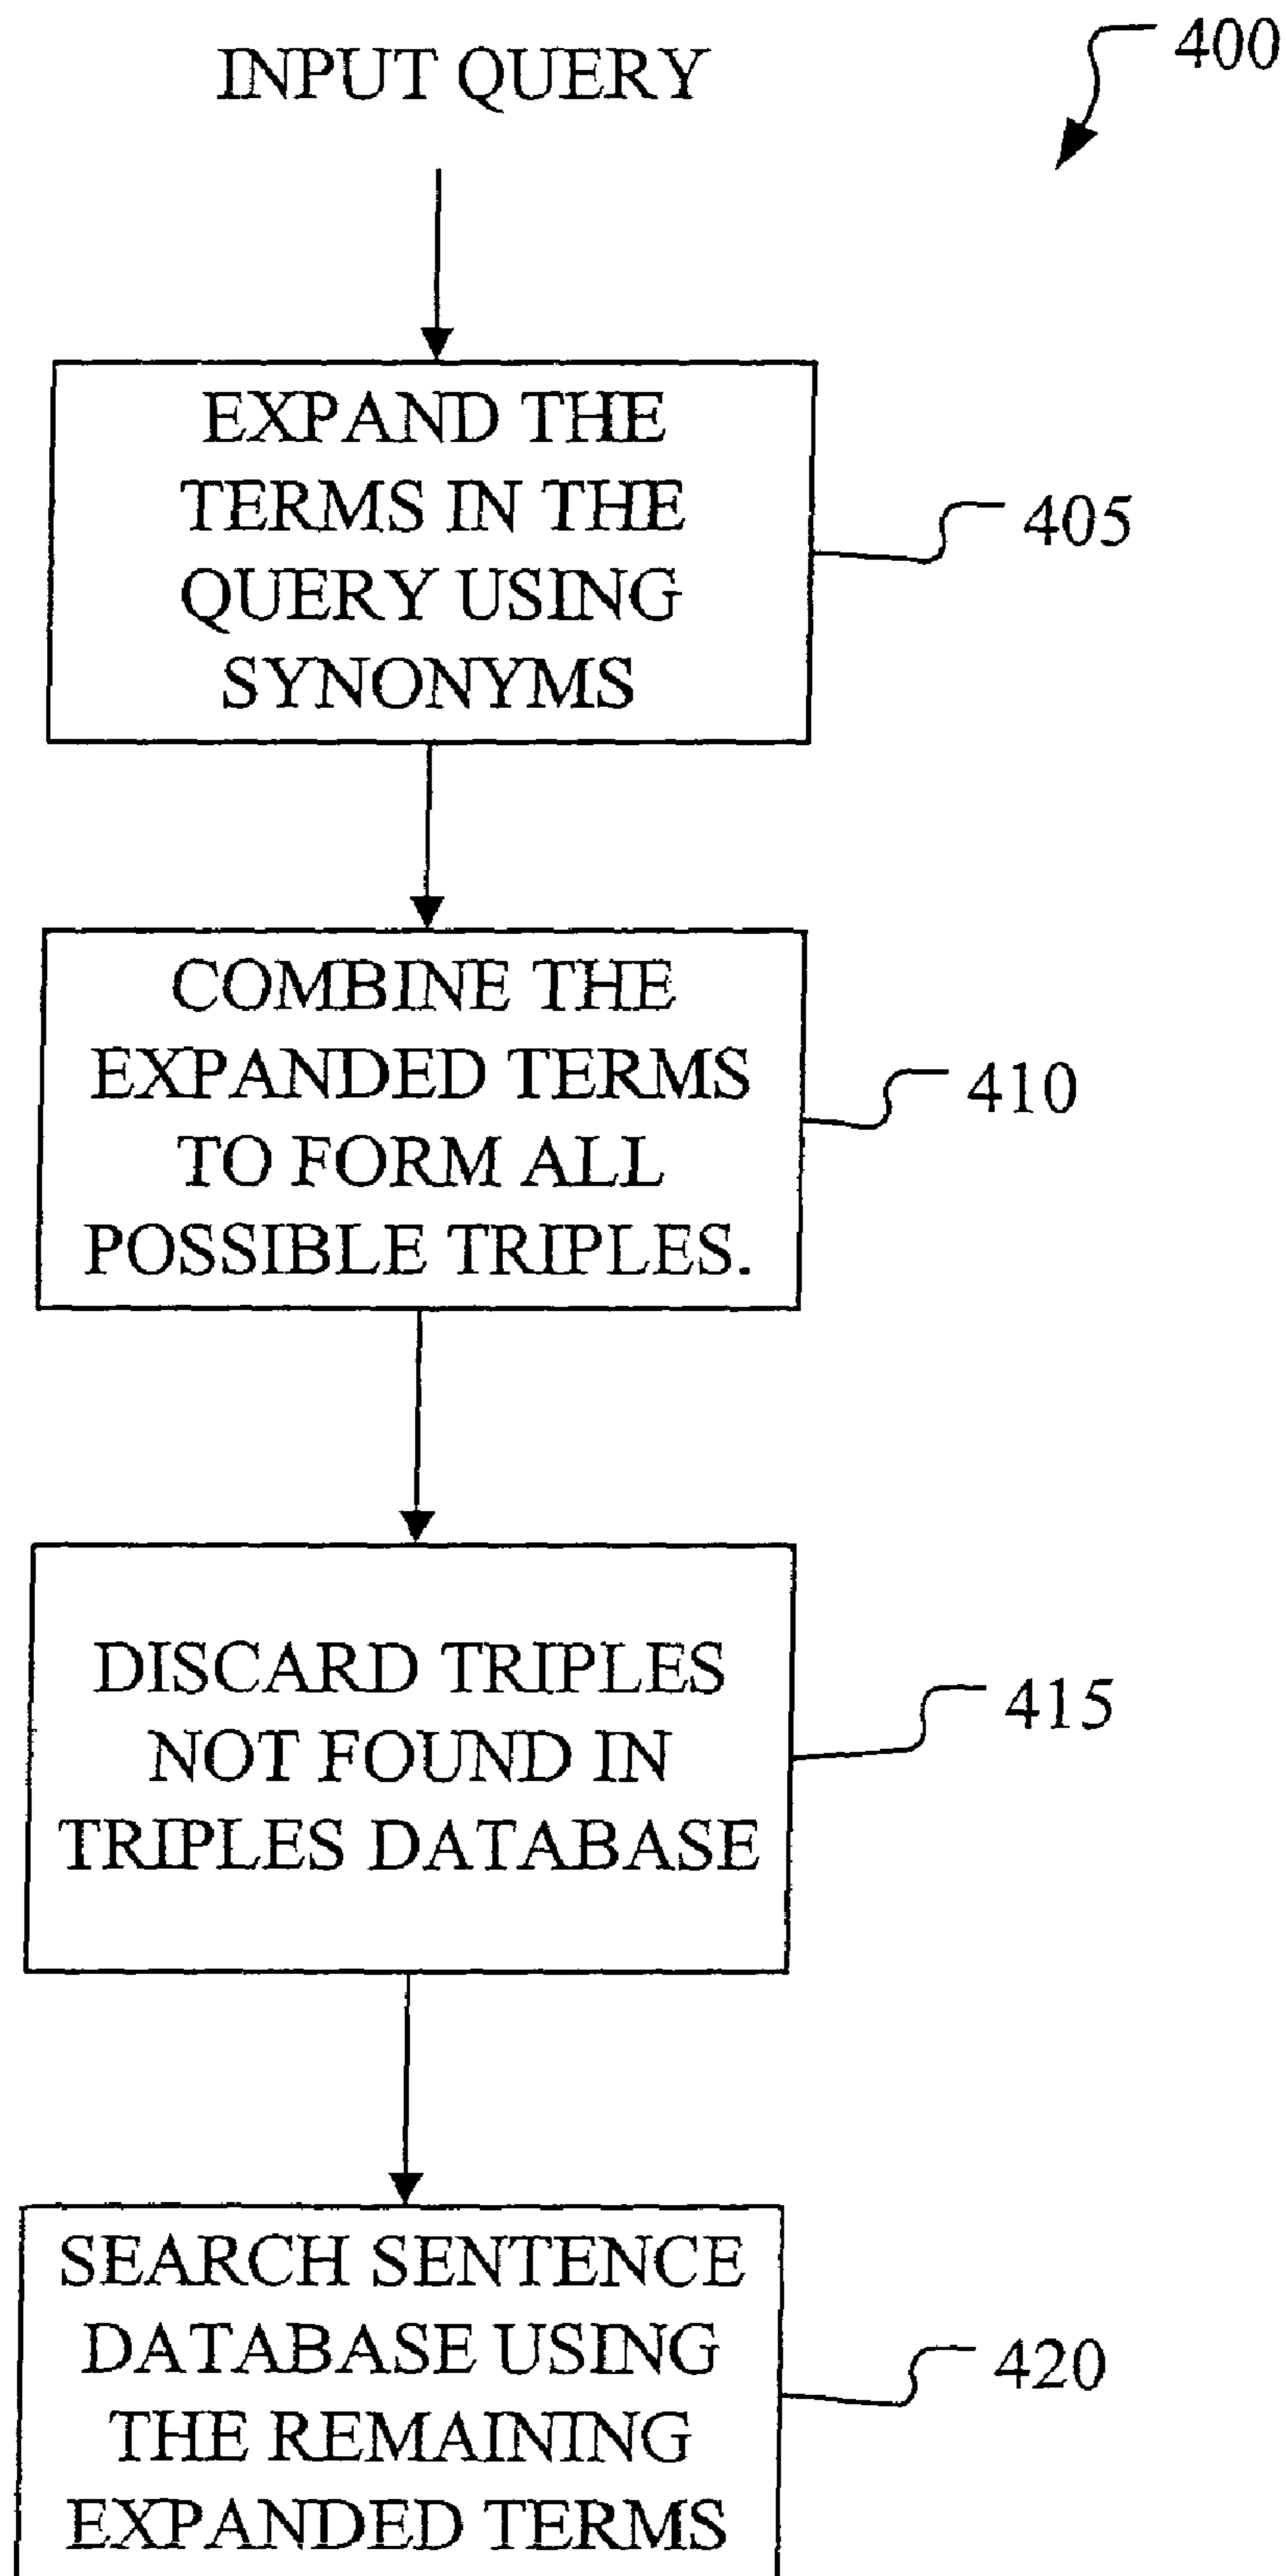 INPUT QUERY
400
EXPAND THE
TERMS IN THE
QUERY USING
SYNONYMS
405
COMBINE THE
EXPANDED TERMS
TO FORM ALL
POSSIBLE TRIPLES.
410
DISCARD TRIPLES
NOT FOUND IN
TRIPLES DATABASE
415
SEARCH SENTENCE
DATABASE USING
THE REMAINING
EXPANDED TERMS
420